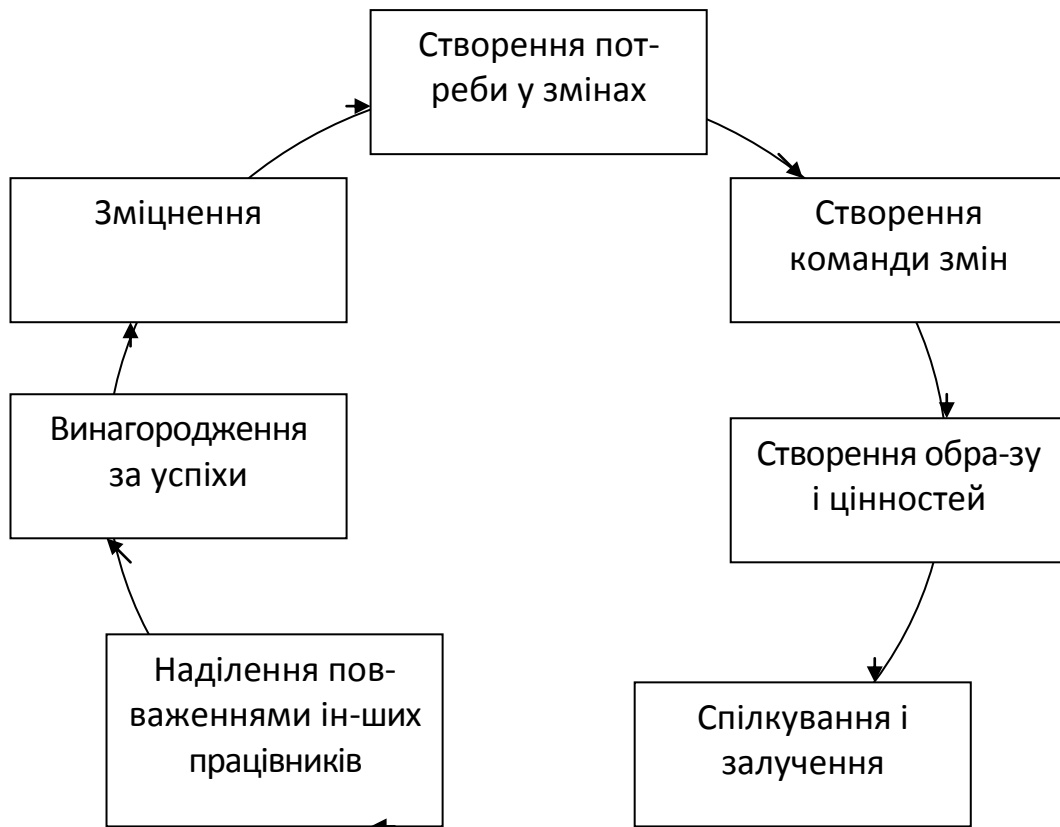 Створення пот-
реби у змінах
Створення
команди змін
Створення обра-зу
і цінностей
Спілкування і
залучення
Наділення пов-
важеннями ін-ших
працівників
Винагородження
за успіхи
Зміцнення